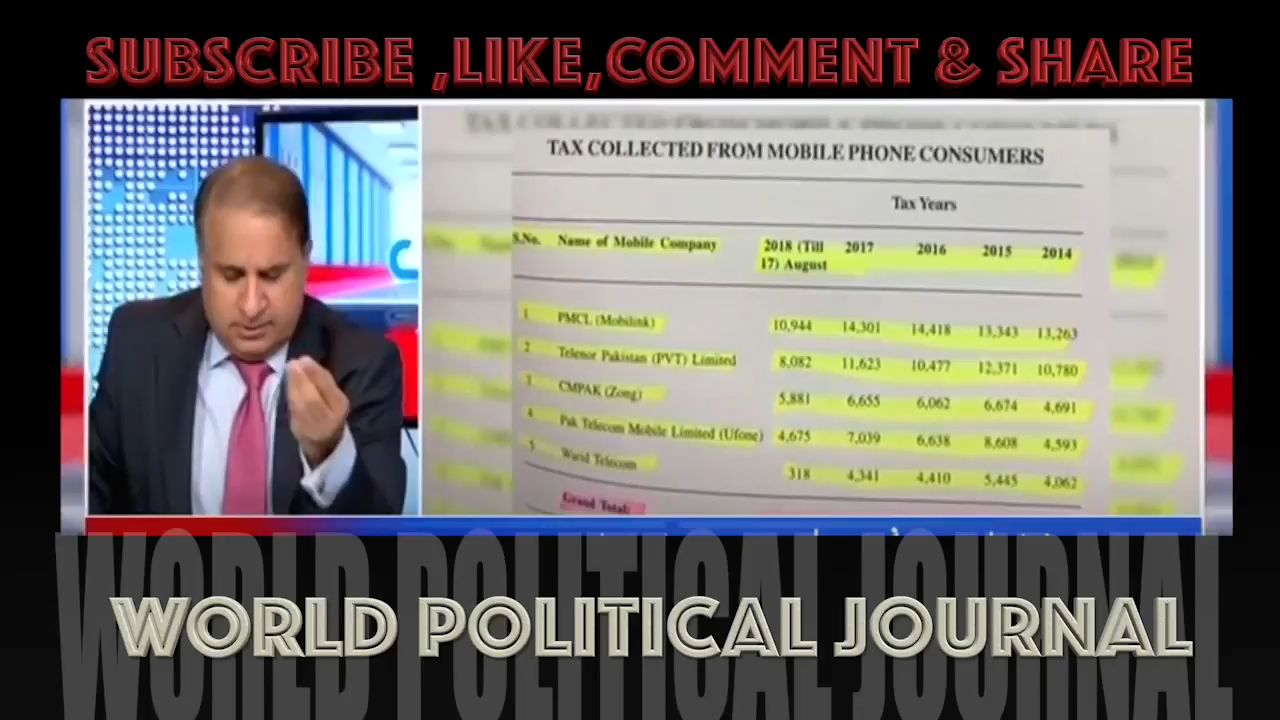 SUBSCRIBE ,LIKE,COMMENT & SHARE
TAX COLLECTED FROM MOBILE PHONE CONSUMERS
Tax Years
S.No. Name of Mobile Company 2018 (Till 17) August 2017 2016 2015 2014
1 PMCL (Mobilink) 10,944 14,301 14,418 13,343 13,263
2 Telenor Pakistan (PVT) Limited 8,082 11,623 10,477 12,371 10,780
3 CMPAK (Zong) 5,881 6,655 6,062 6,674 4,691
4 Pak Telecom Mobile Limited (Ufone) 4,675 7,039 6,638 8,608 4,593
5 Warid Telecom 318 4,341 4,410 5,445 4,062
Grand Total:
WORLD POLITICAL JOURNAL
WORLD POLITICAL JOURNAL